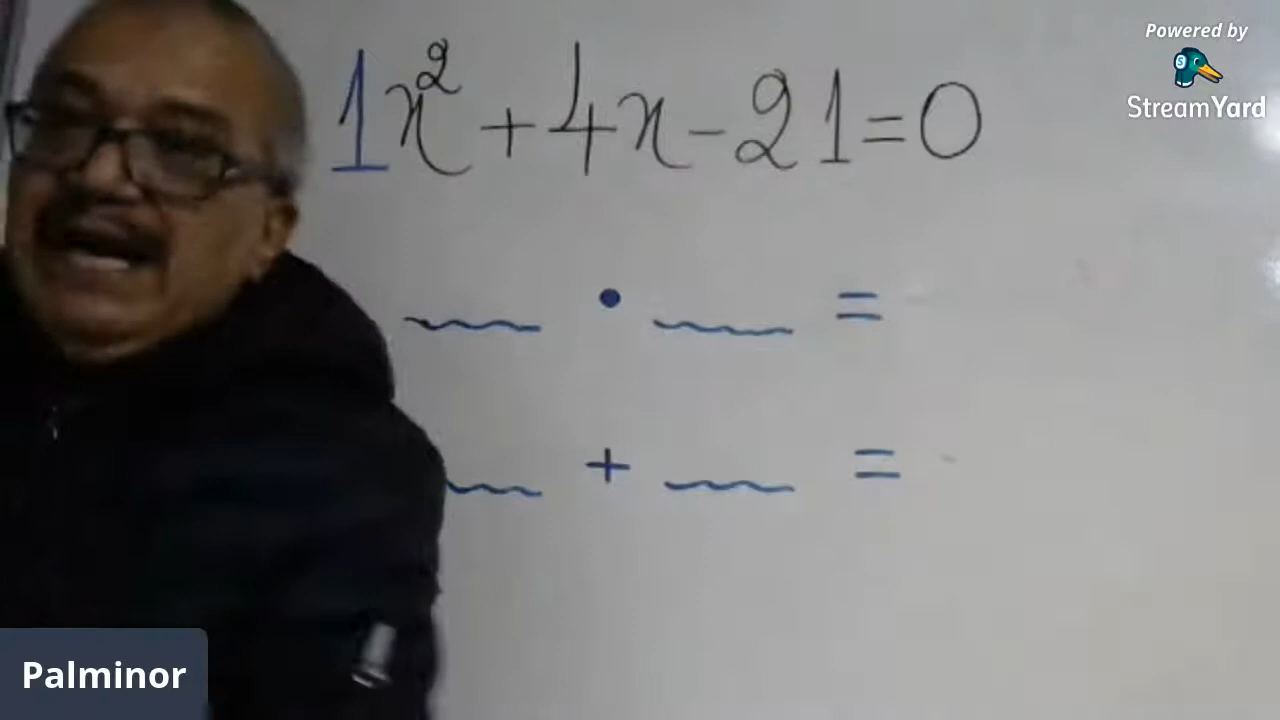 Powered by
StreamYard
1x² + 4x - 21 = 0
___ • ___ =
___ + ___ =
Palminor